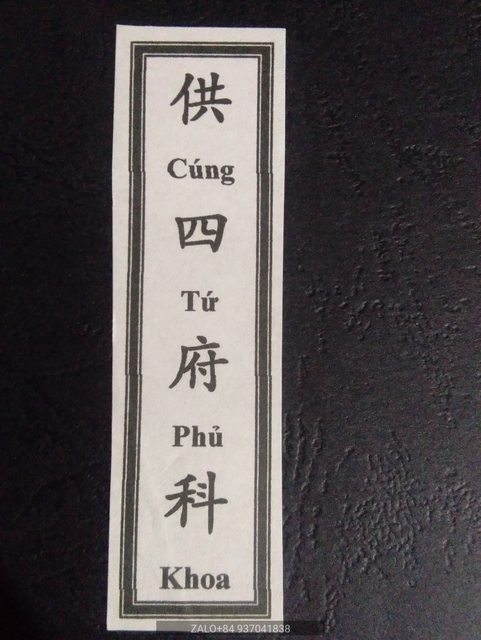 供
Cúng
四
Tứ
府
Phủ
科
Khoa
ZALO+84 937041838